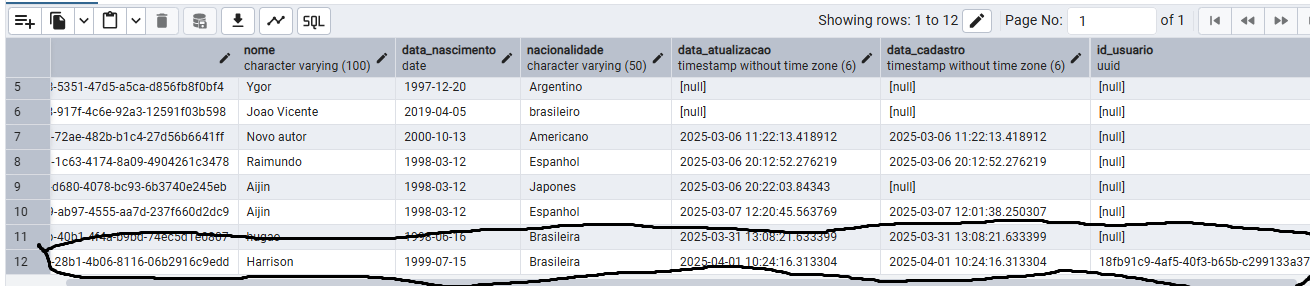 SQL Showing rows: 1 to 12 Page No: 1 of 1
nome data_nascimento nacionalidade data_atualizacao data_cadastro id_usuario
character varying (100) date character varying (50) timestamp without time zone (6) timestamp without time zone (6) uuid
5 -5351-47d5-a5ca-d856fb8f0bf4 Ygor 1997-12-20 Argentino [null] [null] [null]
6 -917f-4c6e-92a3-12591f03b598 Joao Vicente 2019-04-05 brasileiro [null] [null] [null]
7 -72ae-482b-b1c4-27d56b6641ff Novo autor 2000-10-13 Americano 2025-03-06 11:22:13.418912 2025-03-06 11:22:13.418912 [null]
8 -1c63-4174-8a09-4904261c3478 Raimundo 1998-03-12 Espanhol 2025-03-06 20:12:52.276219 2025-03-06 20:12:52.276219 [null]
9 -d680-4078-bc93-6b3740e245eb Aijin 1998-03-12 Japones 2025-03-06 20:22:03.84343 [null] [null]
10 -ab97-4555-aa7d-237f660d2dc9 Aijin 1998-03-12 Espanhol 2025-03-07 12:20:45.563769 2025-03-07 12:01:38.250307 [null]
11 hugao 1998-06-16 Brasileira 2025-03-31 13:08:21.633399 2025-03-31 13:08:21.633399 [null]
12 -28b1-4b06-8116-06b2916c9edd Harrison 1999-07-15 Brasileira 2025-04-01 10:24:16.313304 2025-04-01 10:24:16.313304 18fb91c9-4af5-40f3-b65b-c299133a37